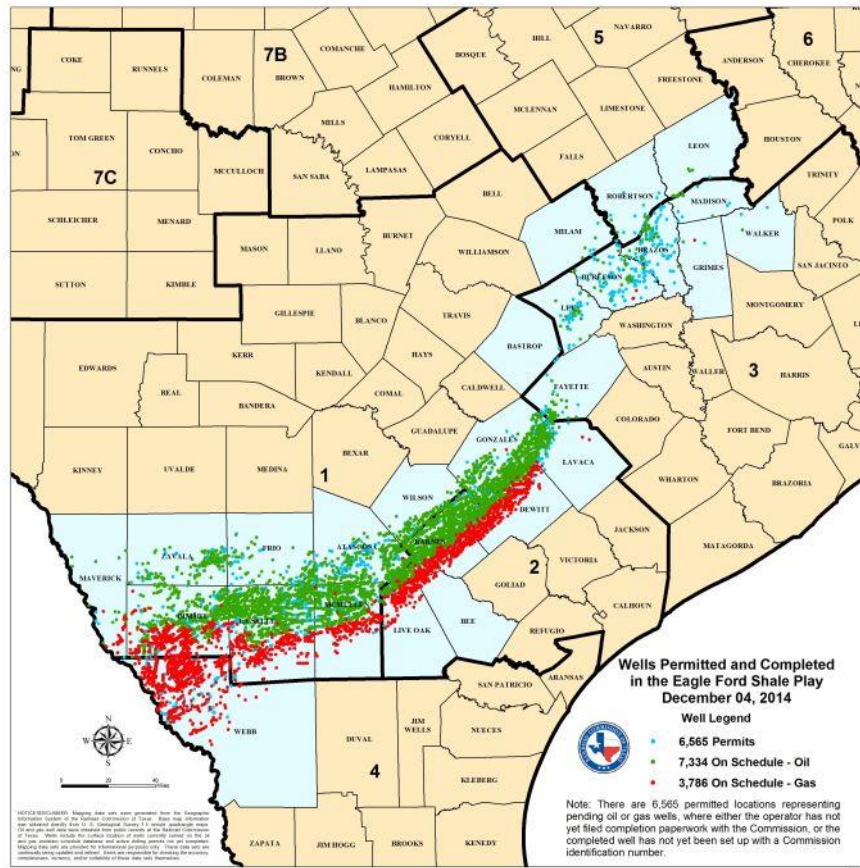 COKE
RUNNELS
COLEMAN
7B
BROWN
COMANCHE
HAMILTON
BOSQUE
HILL
5
NAVARRO
FREESTONE
ANDERSON
6
CHEROKEE
TOM GREEN
CONCHO
MCCULLOCH
MILLS
SAN SABA
LAMPASAS
CORYELL
MCLENNAN
LIMESTONE
FALLS
LEON
HOUSTON
TRINITY
7C
SCHLEICHER
MENARD
MASON
LLANO
BURNET
BELL
WILLIAMSON
MILAM
ROBERTSON
MADISON
WALKER
POLK
SAN JACINTO
SUTTON
KIMBLE
GILLESPIE
BLANCO
TRAVIS
BRAZOS
BURLESON
GRIMES
MONTGOMERY
LEE
WASHINGTON
BASTROP
HAYS
KERR
KENDALL
COMAL
CALDWELL
FAYETTE
AUSTIN
WALLER
3
HARRIS
EDWARDS
REAL
BANDERA
GUADALUPE
GONZALES
COLORADO
FORT BEND
BRAZORIA
KINNEY
UVALDE
MEDINA
BEXAR
1
WILSON
LAVACA
WHARTON
MATAGORDA
MAVERICK
ZAVALA
FRIO
ATASCOSA
KARNES
DEWITT
JACKSON
VICTORIA
2
GOLIAD
CALHOUN
DIMMIT
LA SALLE
MCMULLEN
LIVE OAK
BEE
REFUGIO
ARANSAS
SAN PATRICIO
WEBB
DUVAL
JIM
WELLS
NUECES
4
KLEBERG
ZAPATA
JIM HOGG
BROOKS
KENEDY
N
W
E
S
0
20
40
Wells Permitted and Completed
in the Eagle Ford Shale Play
December 04, 2014
Well Legend
6,565 Permits
7,334 On Schedule - Oil
3,786 On Schedule - Gas
Note: There are 6,565 permitted locations representing
pending oil or gas wells, where either the operator has not
yet filed completion paperwork with the Commission, or the
completed well has not yet been set up with a Commission
identification number.